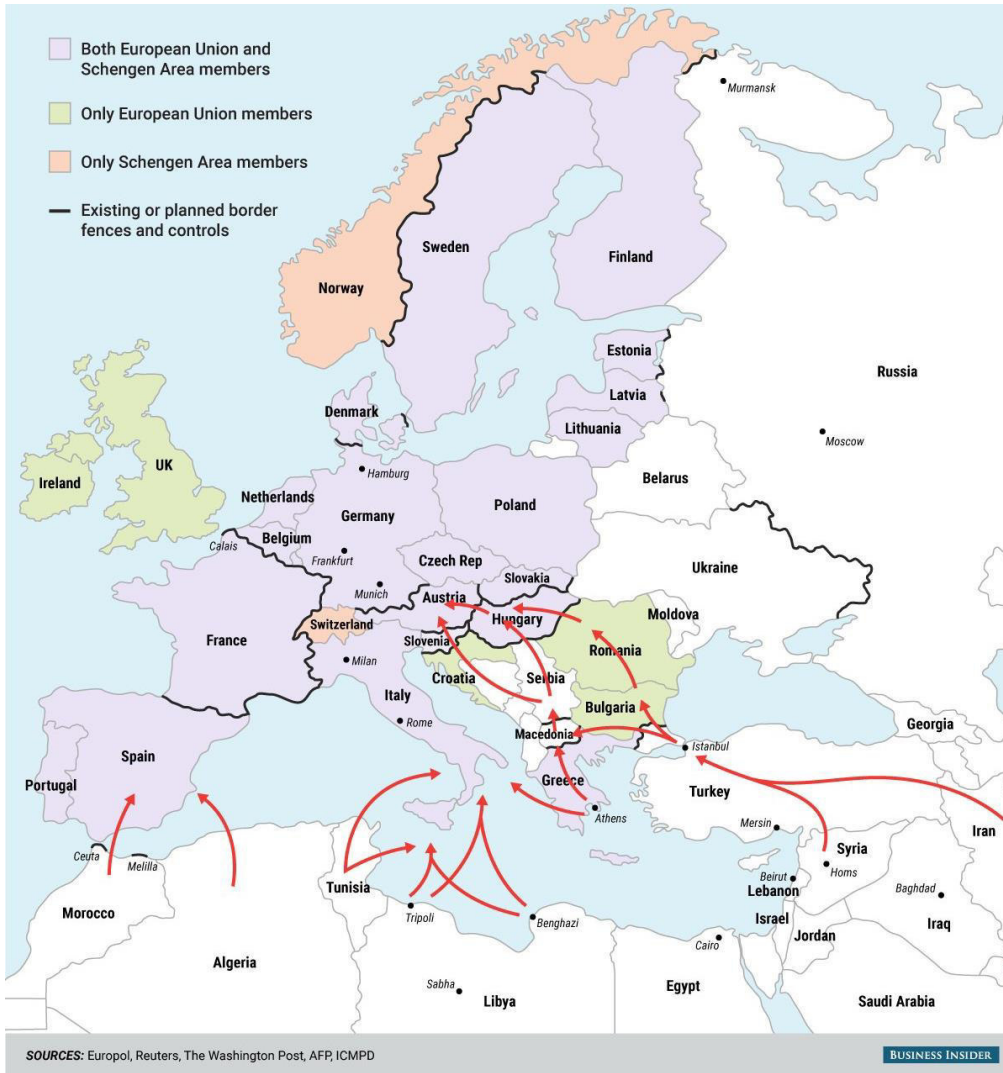 Both European Union and
Schengen Area members
Only European Union members
Only Schengen Area members
Existing or planned border
fences and controls
Murmansk
Sweden
Finland
Norway
Estonia
Russia
Latvia
Denmark
Lithuania
Moscow
Hamburg
UK
Ireland
Belarus
Netherlands
Poland
Germany
Belgium
Calais
Frankfurt
Czech Rep
Ukraine
Slovakia
Munich
Austria
Moldova
Hungary
Switzerland
France
Slovenia
Romania
Milan
Croatia
Serbia
Italy
Bulgaria
Rome
Georgia
Macedonia
Istanbul
Spain
Portugal
Greece
Turkey
Athens
Iran
Mersin
Syria
Ceuta
Melilla
Beirut
Homs
Tunisia
Lebanon
Baghdad
Morocco
Tripoli
Israel
Benghazi
Iraq
Jordan
Cairo
Algeria
Sabha
Egypt
Libya
Saudi Arabia
SOURCES: Europol, Reuters, The Washington Post, AFP, ICMPD
BUSINESS INSIDER